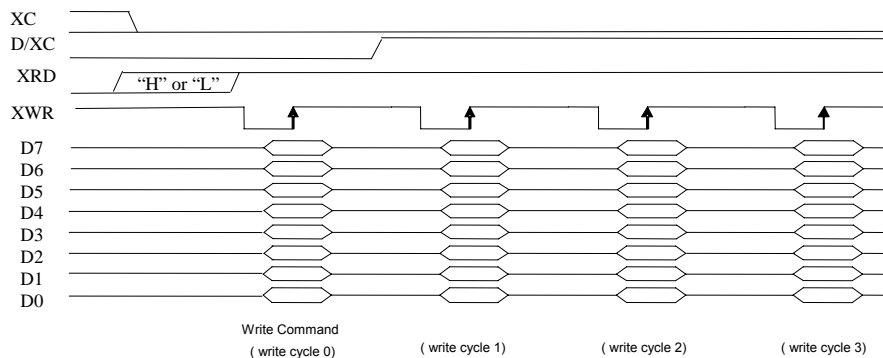 XC
D/XC
XRD
"H" or "L"
XWR
D7
D6
D5
D4
D3
D2
D1
D0
Write Command
( write cycle 0)
( write cycle 1)
( write cycle 2)
( write cycle 3)